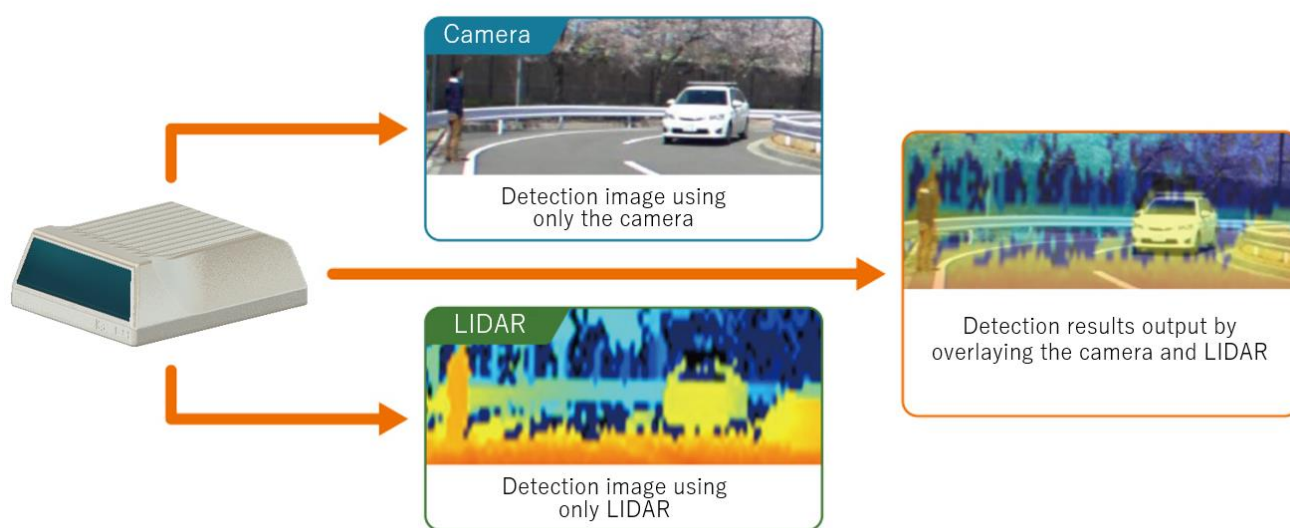 Camera
Detection image using
only the camera
LIDAR
Detection image using
only LIDAR
Detection results output by
overlaying the camera and LIDAR